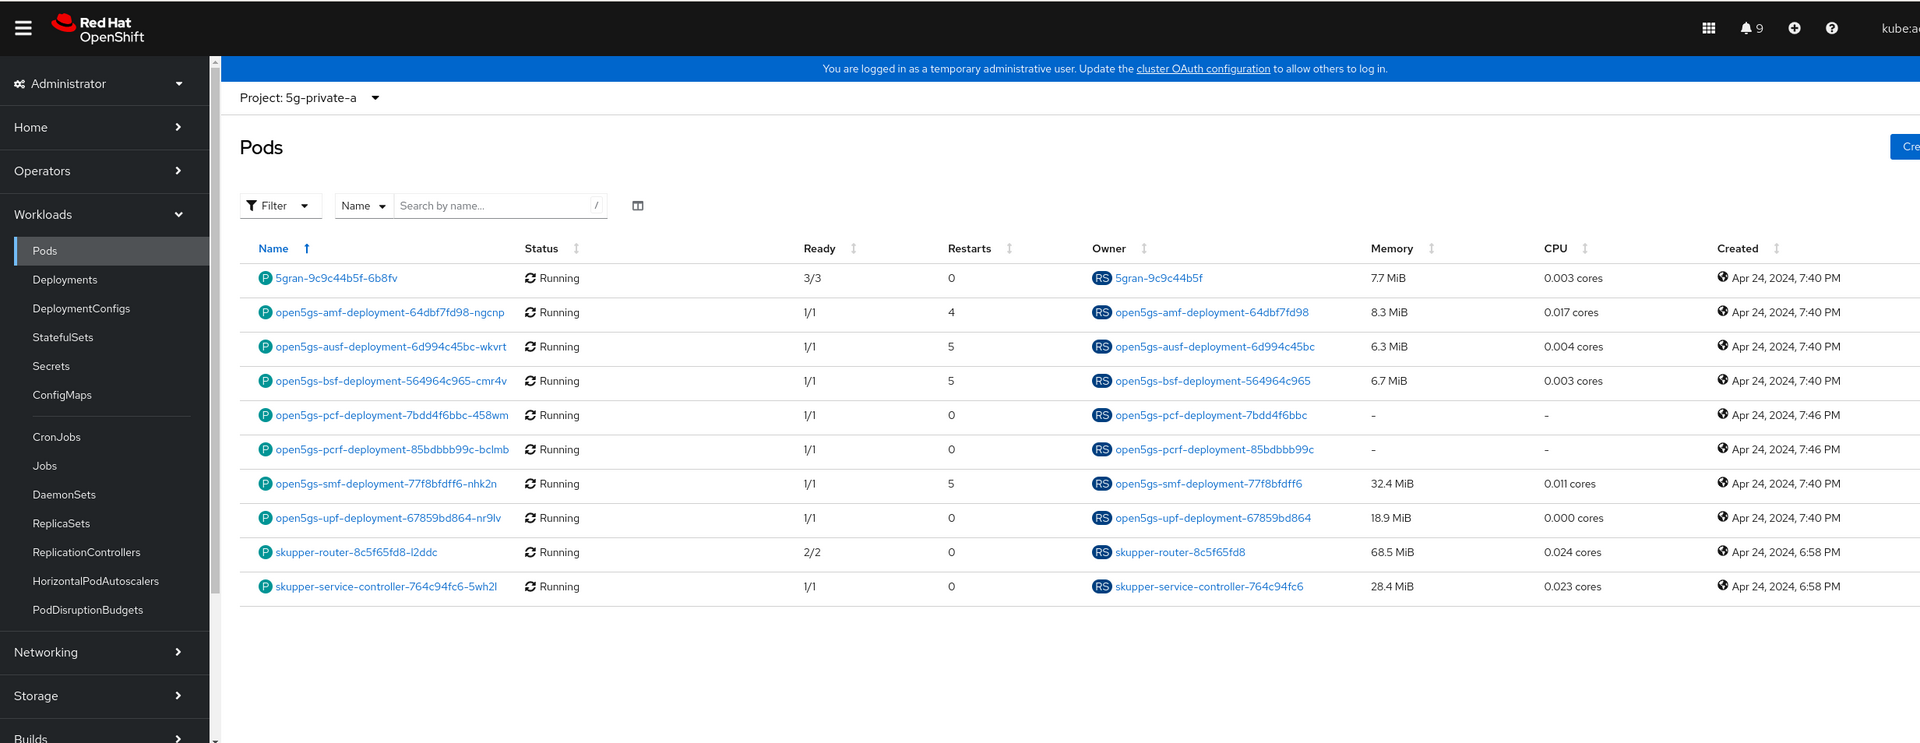 Red Hat
OpenShift
9
kube:a
Administrator
Home
Operators
Workloads
Pods
Deployments
DeploymentConfigs
StatefulSets
Secrets
ConfigMaps
CronJobs
Jobs
DaemonSets
ReplicaSets
ReplicationControllers
HorizontalPodAutoscalers
PodDisruptionBudgets
Networking
Storage
Builds
You are logged in as a temporary administrative user. Update the cluster OAuth configuration to allow others to log in.
Project: 5g-private-a
Pods
Cre
Filter Name Search by name... /
Name Status Ready Restarts Owner Memory CPU Created
P 5gran-9c9c44b5f-6b8fv Running 3/3 0 RS 5gran-9c9c44b5f 7.7 MiB 0.003 cores Apr 24, 2024, 7:40 PM
P open5gs-amf-deployment-64dbf7fd98-ngcnp Running 1/1 4 RS open5gs-amf-deployment-64dbf7fd98 8.3 MiB 0.017 cores Apr 24, 2024, 7:40 PM
P open5gs-ausf-deployment-6d994c45bc-wkvrt Running 1/1 5 RS open5gs-ausf-deployment-6d994c45bc 6.3 MiB 0.004 cores Apr 24, 2024, 7:40 PM
P open5gs-bsf-deployment-564964c965-cmr4v Running 1/1 5 RS open5gs-bsf-deployment-564964c965 6.7 MiB 0.003 cores Apr 24, 2024, 7:40 PM
P open5gs-pcf-deployment-7bdd4f6bbc-458wm Running 1/1 0 RS open5gs-pcf-deployment-7bdd4f6bbc - - Apr 24, 2024, 7:46 PM
P open5gs-pcrf-deployment-85bdbbb99c-bclmb Running 1/1 0 RS open5gs-pcrf-deployment-85bdbbb99c - - Apr 24, 2024, 7:46 PM
P open5gs-smf-deployment-77f8bfdff6-nhk2n Running 1/1 5 RS open5gs-smf-deployment-77f8bfdff6 32.4 MiB 0.011 cores Apr 24, 2024, 7:40 PM
P open5gs-upf-deployment-67859bd864-nr9lv Running 1/1 0 RS open5gs-upf-deployment-67859bd864 18.9 MiB 0.000 cores Apr 24, 2024, 7:40 PM
P skupper-router-8c5f65fd8-l2ddc Running 2/2 0 RS skupper-router-8c5f65fd8 68.5 MiB 0.024 cores Apr 24, 2024, 6:58 PM
P skupper-service-controller-764c94fc6-5wh2l Running 1/1 0 RS skupper-service-controller-764c94fc6 28.4 MiB 0.023 cores Apr 24, 2024, 6:58 PM